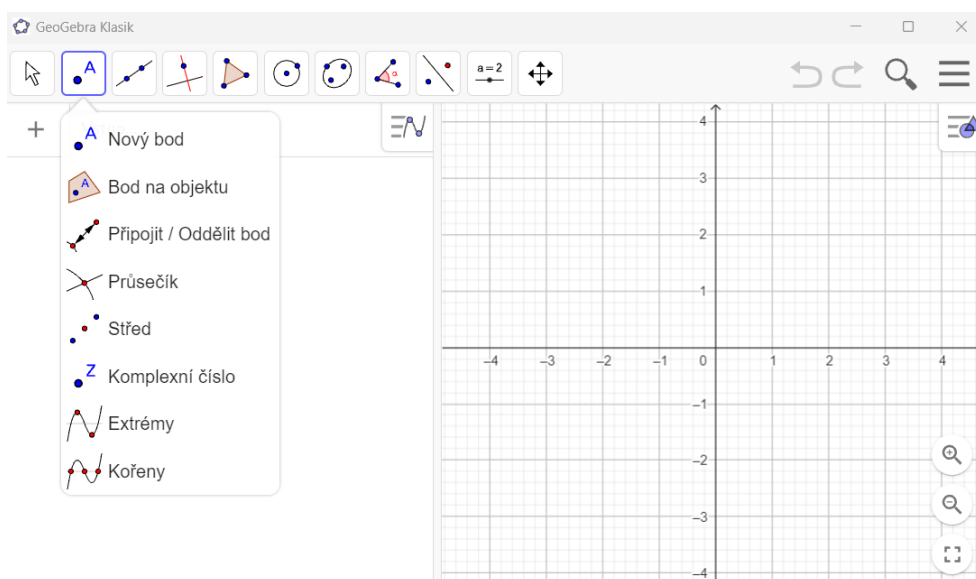 GeoGebra Klasik
A
α
a=2
A Nový bod
A Bod na objektu
Připojit / Oddělit bod
Průsečík
Střed
Z Komplexní číslo
Extrémy
Kořeny
4
3
2
1
–4 –3 –2 –1 0 1 2 3 4
–1
–2
–3
–4